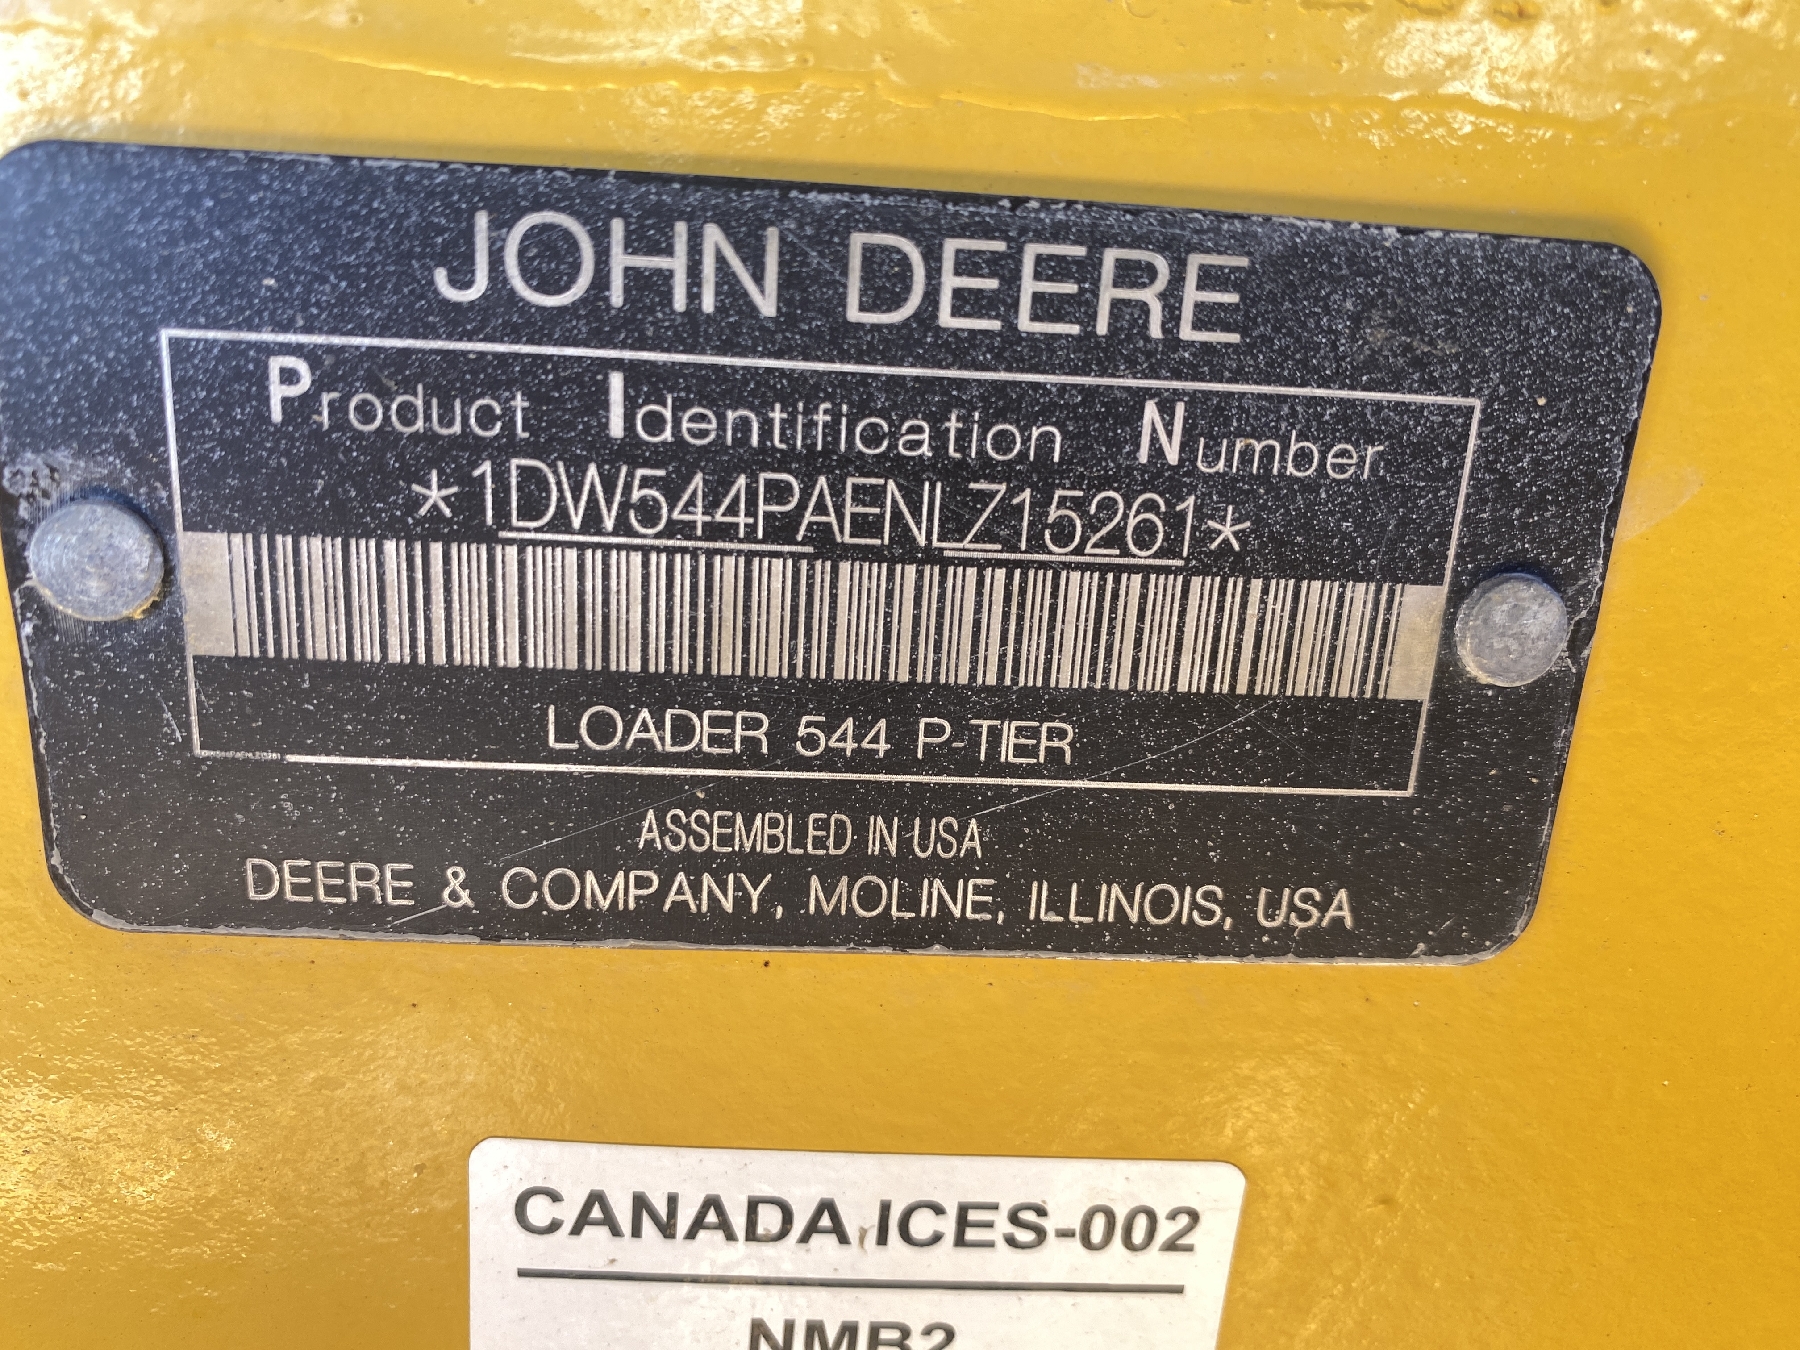 JOHN DEERE
Product Identification Number
*1DW544PAENLZ15261*
LOADER 544 P-TIER
ASSEMBLED IN USA
DEERE & COMPANY, MOLINE, ILLINOIS, USA
CANADA ICES-002
NMB2